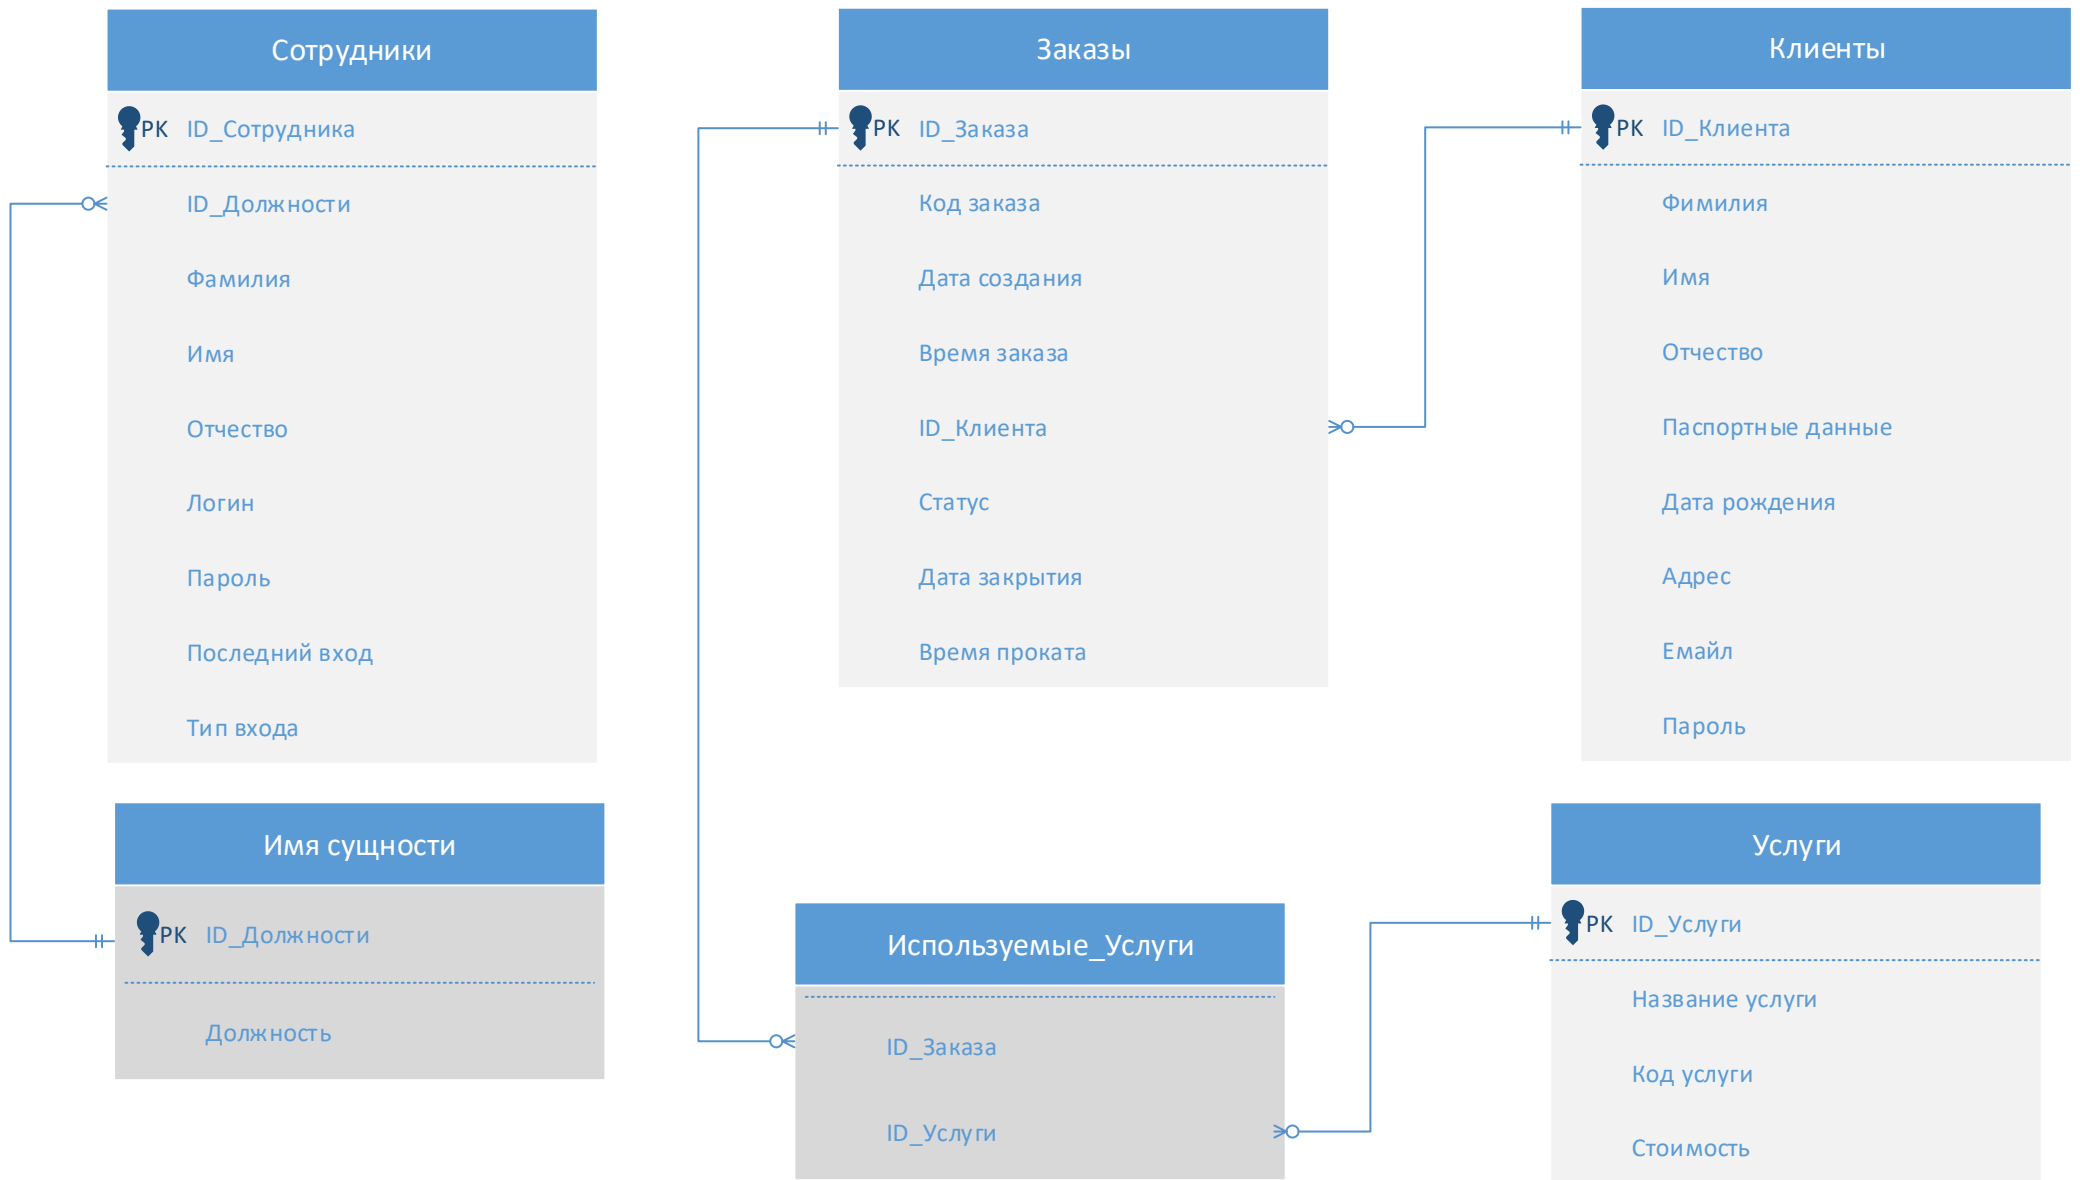 Сотрудники
PK ID_Сотрудника
ID_Должности
Фамилия
Имя
Отчество
Логин
Пароль
Последний вход
Тип входа
Заказы
PK ID_Заказа
Код заказа
Дата создания
Время заказа
ID_Клиента
Статус
Дата закрытия
Время проката
Клиенты
PK ID_Клиента
Фимилия
Имя
Отчество
Паспортные данные
Дата рождения
Адрес
Емайл
Пароль
Имя сущности
PK ID_Должности
Должность
Используемые_Услуги
ID_Заказа
ID_Услуги
Услуги
PK ID_Услуги
Название услуги
Код услуги
Стоимость